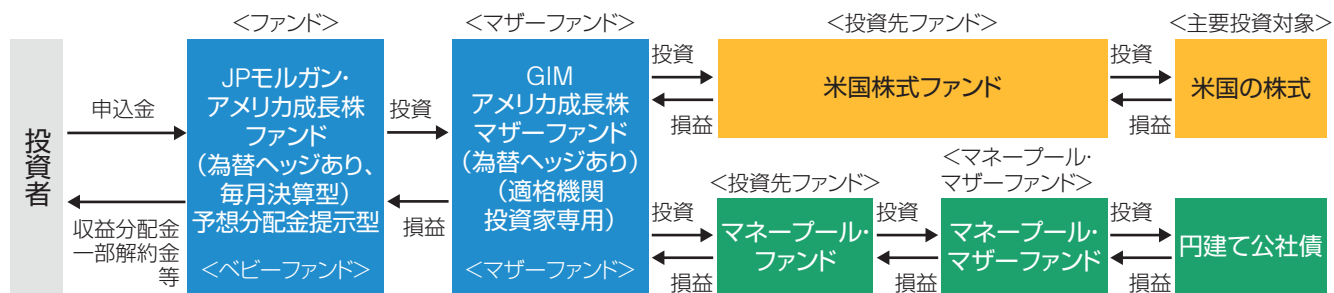 投資者
申込金
収益分配金
一部解約金
等
<ファンド>
JPモルガン・
アメリカ成長株
ファンド
(為替ヘッジあり、
毎月決算型)
予想分配金提示型
<ベビーファンド>
投資
損益
<マザーファンド>
GIM
アメリカ成長株
マザーファンド
(為替ヘッジあり)
(適格機関
投資家専用)
<マザーファンド>
投資
損益
<投資先ファンド>
米国株式ファンド
投資
損益
<主要投資対象>
米国の株式
投資
損益
<投資先ファンド>
マネープール・
ファンド
投資
損益
<マネープール・
マザーファンド>
マネープール・
マザーファンド
投資
損益
円建て公社債